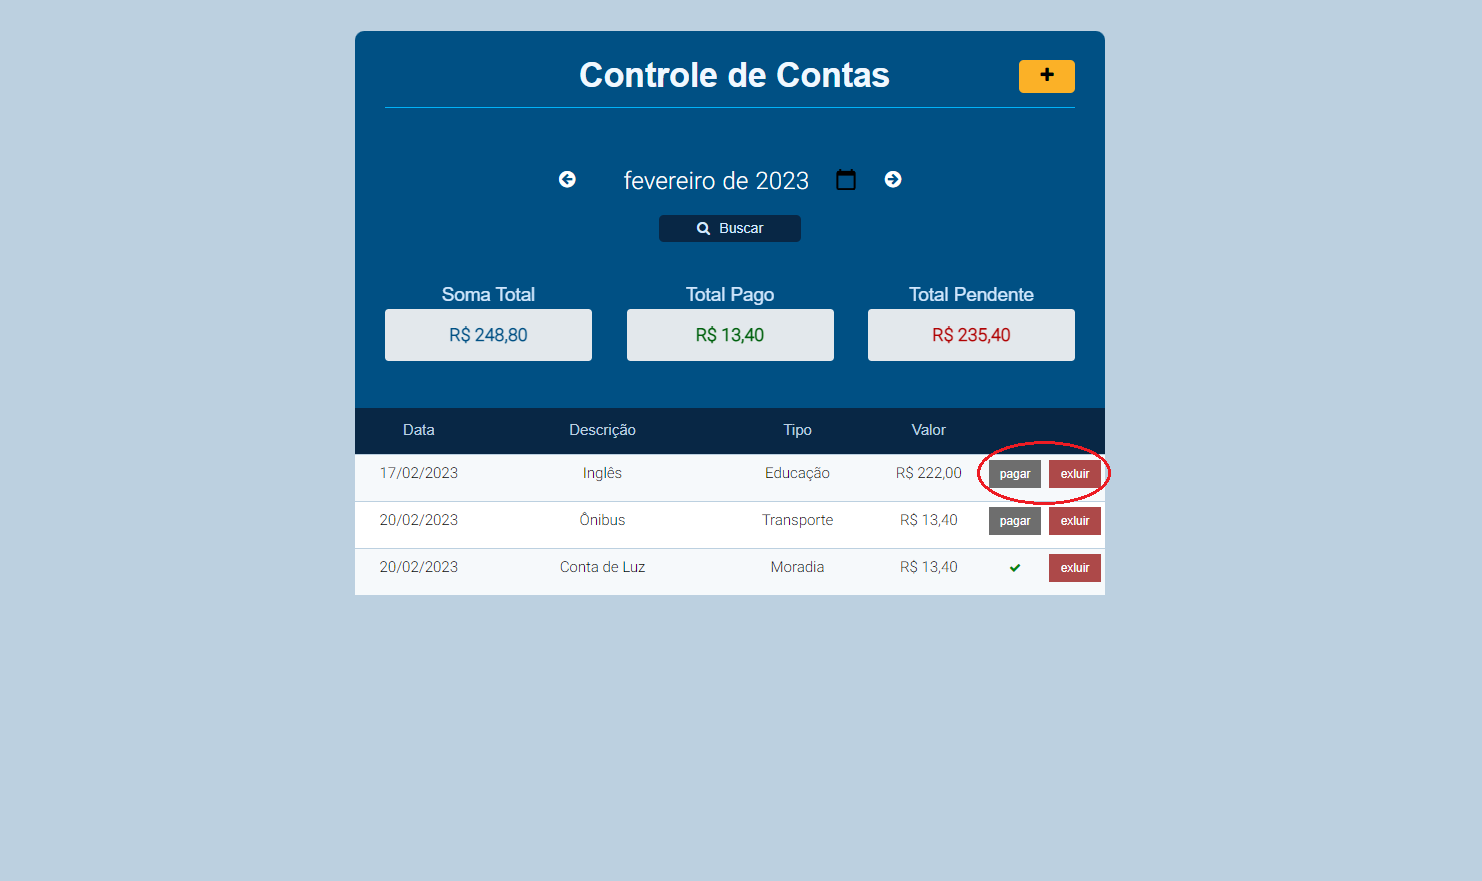 Controle de Contas
fevereiro de 2023
Buscar
Soma Total Total Pago Total Pendente
R$ 248,80 R$ 13,40 R$ 235,40
Data Descrição Tipo Valor
17/02/2023 Inglês Educação R$ 222,00 pagar exluir
20/02/2023 Ônibus Transporte R$ 13,40 pagar exluir
20/02/2023 Conta de Luz Moradia R$ 13,40 exluir